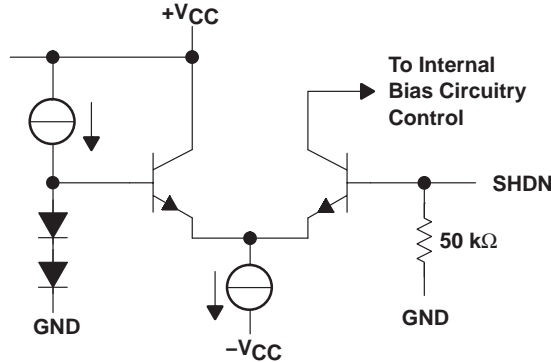 +VCC
To Internal
Bias Circuitry
Control
SHDN
50 kΩ
GND
GND
−VCC